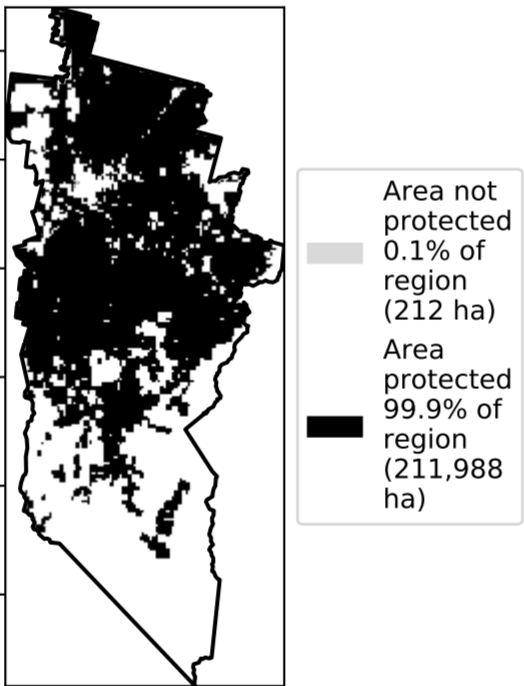 Area not
protected
0.1% of
region
(212 ha)
Area
protected
99.9% of
region
(211,988
ha)